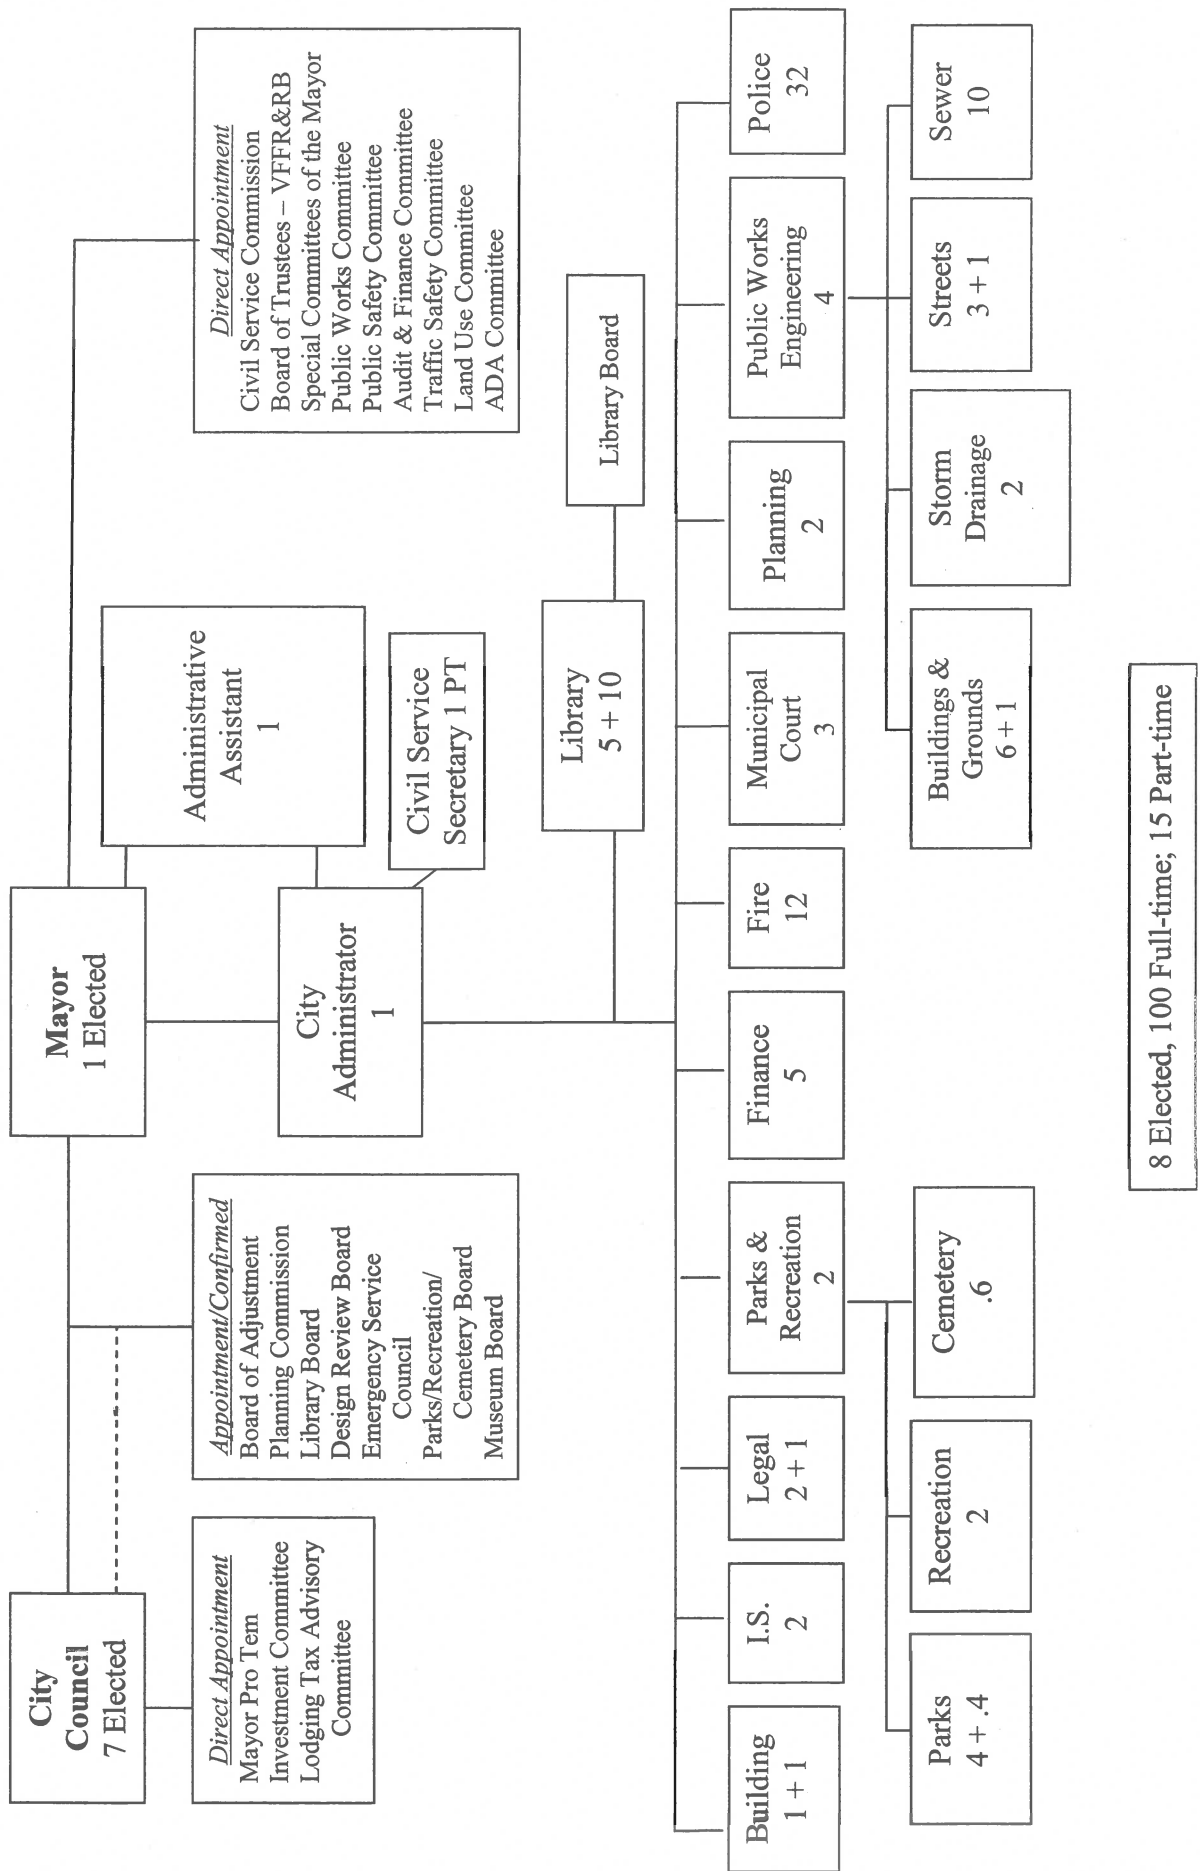 City
Council
7 Elected
Mayor
1 Elected
Direct Appointment
Mayor Pro Tem
Investment Committee
Lodging Tax Advisory
Committee
Appointment/Confirmed
Board of Adjustment
Planning Commission
Library Board
Design Review Board
Emergency Service
Council
Parks/Recreation/
Cemetery Board
Museum Board
City
Administrator
1
Administrative
Assistant
1
Civil Service
Secretary 1 PT
Direct Appointment
Civil Service Commission
Board of Trustees – VFFR&RB
Special Committees of the Mayor
Public Works Committee
Public Safety Committee
Audit & Finance Committee
Traffic Safety Committee
Land Use Committee
ADA Committee
Library
5 + 10
Library Board
Building
1 + 1
I.S.
2
Legal
2 + 1
Parks &
Recreation
2
Finance
5
Fire
12
Municipal
Court
3
Planning
2
Public Works
Engineering
4
Police
32
Parks
4 + .4
Recreation
2
Cemetery
.6
Buildings &
Grounds
6 + 1
Storm
Drainage
2
Streets
3 + 1
Sewer
10
8 Elected, 100 Full-time; 15 Part-time